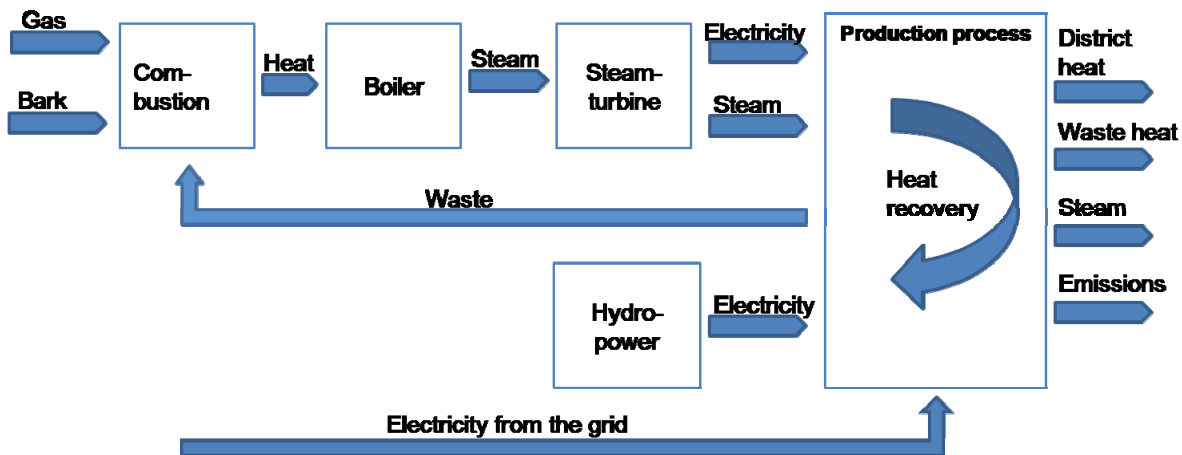 Gas
Bark
Com-
bustion
Heat
Boiler
Steam
Steam-
turbine
Electricity
Steam
Production process
Heat
recovery
District
heat
Waste heat
Steam
Emissions
Waste
Hydro-
power
Electricity
Electricity from the grid